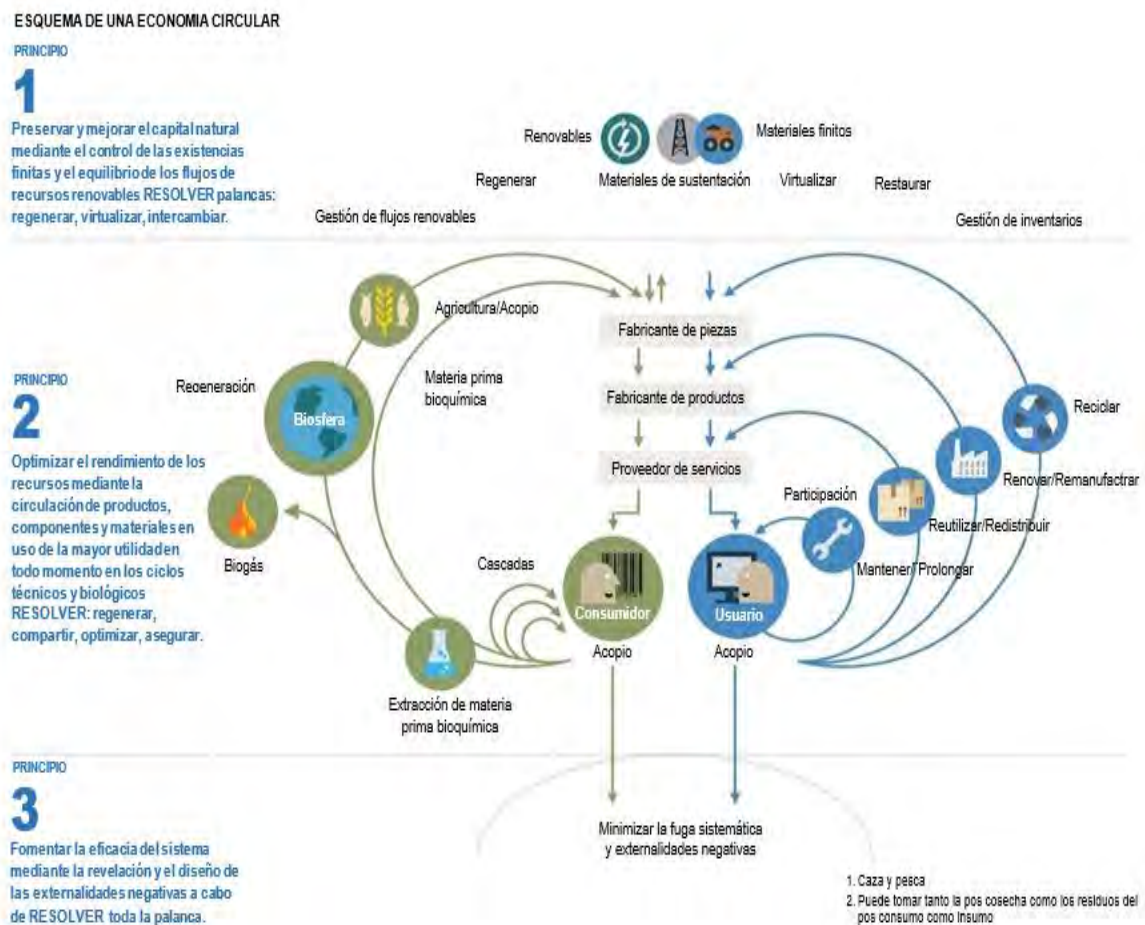 ESQUEMA DE UNA ECONOMIA CIRCULAR
PRINCIPIO
1
Preservar y mejorar el capital natural
mediante el control de las existencias
finitas y el equilibrio de los flujos de
recursos renovables RESOLVER palancas:
regenerar, virtualizar, intercambiar.
Renovables
Materiales finitos
Regenerar
Materiales de sustentación
Virtualizar
Restaurar
Gestión de flujos renovables
Gestión de inventarios
PRINCIPIO
2
Optimizar el rendimiento de los
recursos mediante la
circulación de productos,
componentes y materiales en
uso de la mayor utilidad en
todo momento en los ciclos
técnicos y biológicos
RESOLVER: regenerar,
compartir, optimizar, asegurar.
Agricultura/Acopio
Regeneración
Biosfera
Materia prima
bioquímica
Biogás
Cascadas
Extracción de materia
prima bioquímica
Fabricante de piezas
Fabricante de productos
Proveedor de servicios
Consumidor
Acopio
Usuario
Acopio
Participación
Mantener/Prolongar
Reutilizar/Redistribuir
Renovar/Remanufactrar
Reciclar
PRINCIPIO
3
Fomentar la eficacia del sistema
mediante la revelación y el diseño de
las externalidades negativas a cabo
de RESOLVER toda la palanca.
Minimizar la fuga sistemática
y externalidades negativas
1. Caza y pesca
2. Puede tomar tanto la pos cosecha como los residuos del
pos consumo como insumo